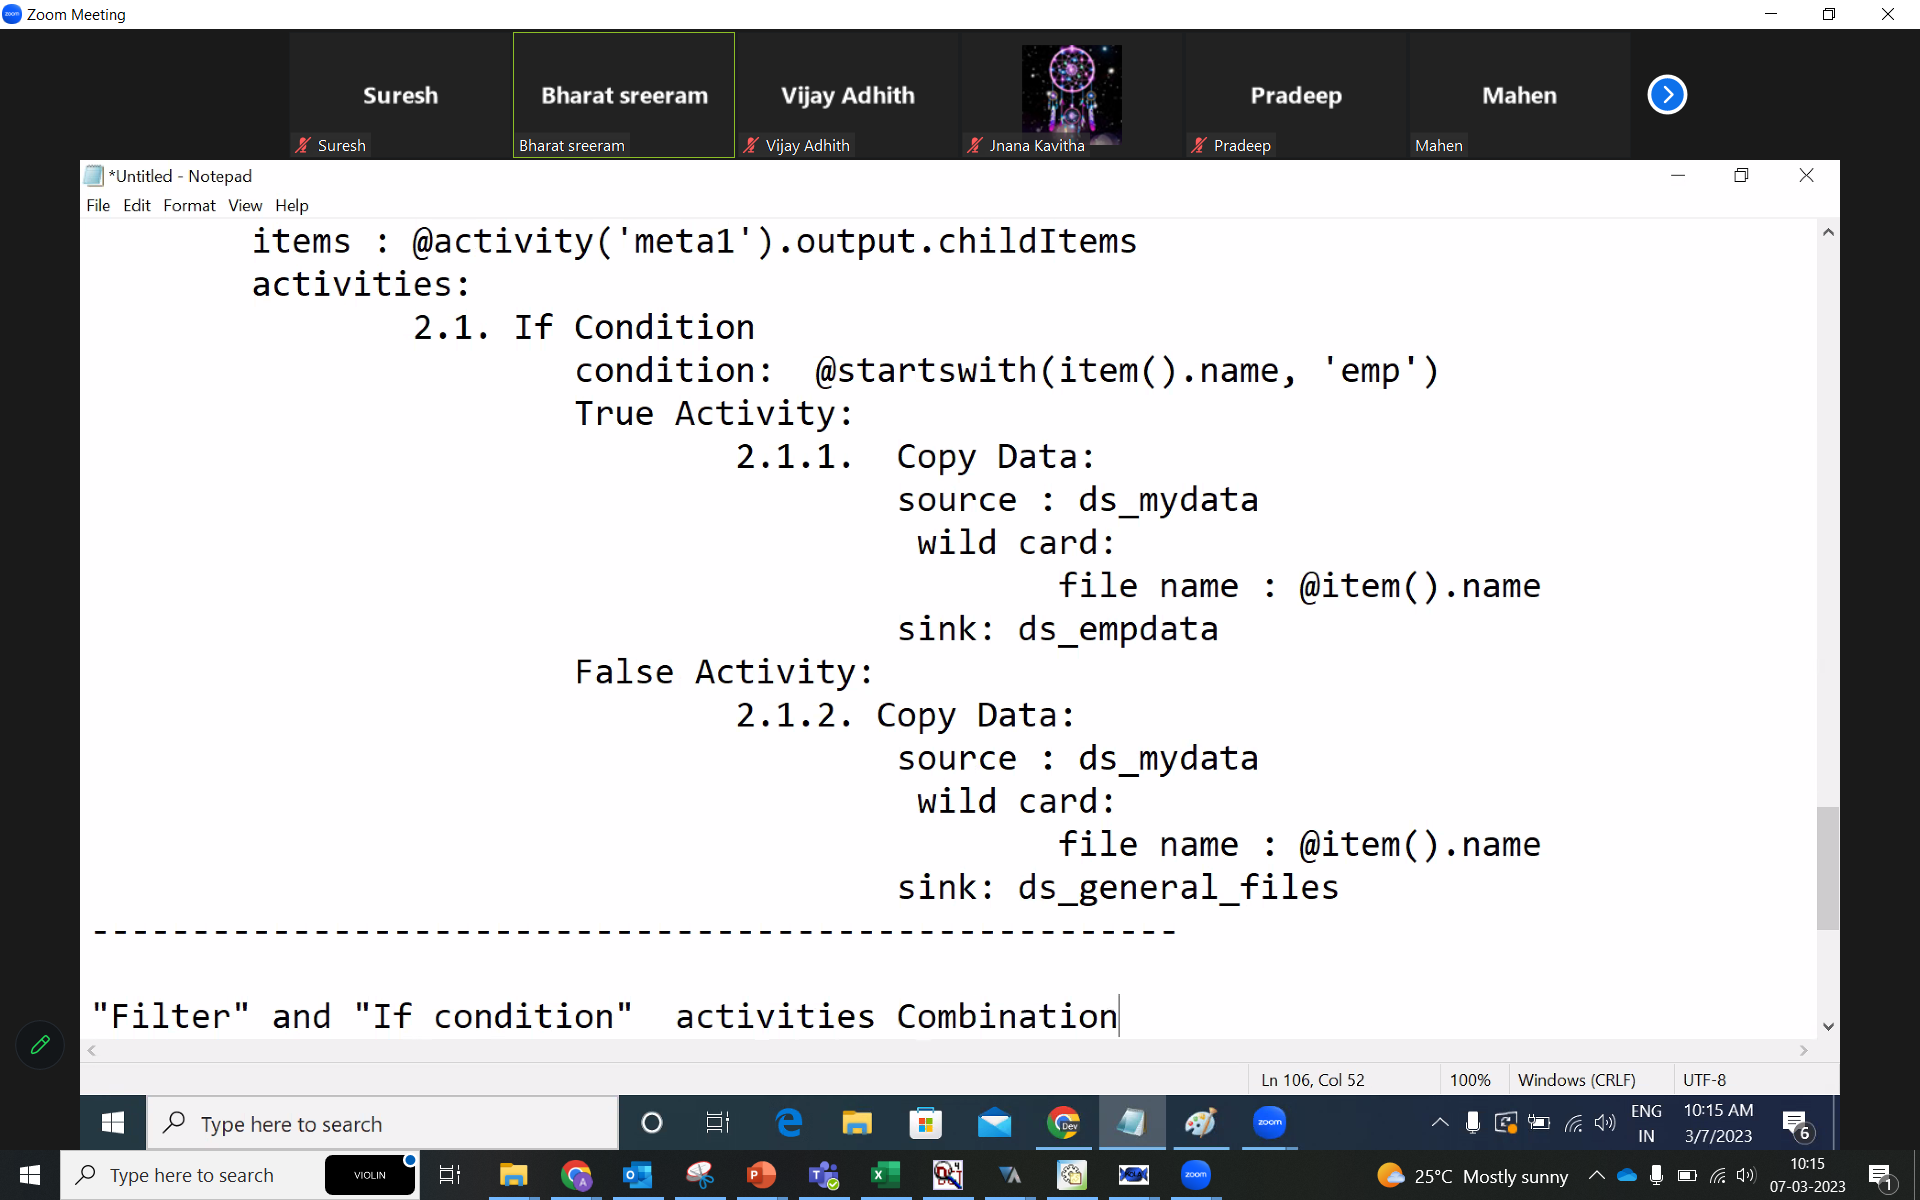 Zoom Meeting
Suresh
Bharat sreeram
Vijay Adhith
Pradeep
Mahen
Suresh
Bharat sreeram
Vijay Adhith
Jnana Kavitha
Pradeep
Mahen
*Untitled - Notepad
File Edit Format View Help
items : @activity('meta1').output.childItems
activities:
2.1. If Condition
condition: @startswith(item().name, 'emp')
True Activity:
2.1.1. Copy Data:
source : ds_mydata
wild card:
file name : @item().name
sink: ds_empdata
False Activity:
2.1.2. Copy Data:
source : ds_mydata
wild card:
file name : @item().name
sink: ds_general_files
------------------------------------------------------
"Filter" and "If condition" activities Combination
Ln 106, Col 52 100% Windows (CRLF) UTF-8
Type here to search
Dev
zoom
ENG
IN
10:15 AM
3/7/2023
6
Type here to search
VIOLIN
zoom
25°C Mostly sunny
10:15
07-03-2023
1